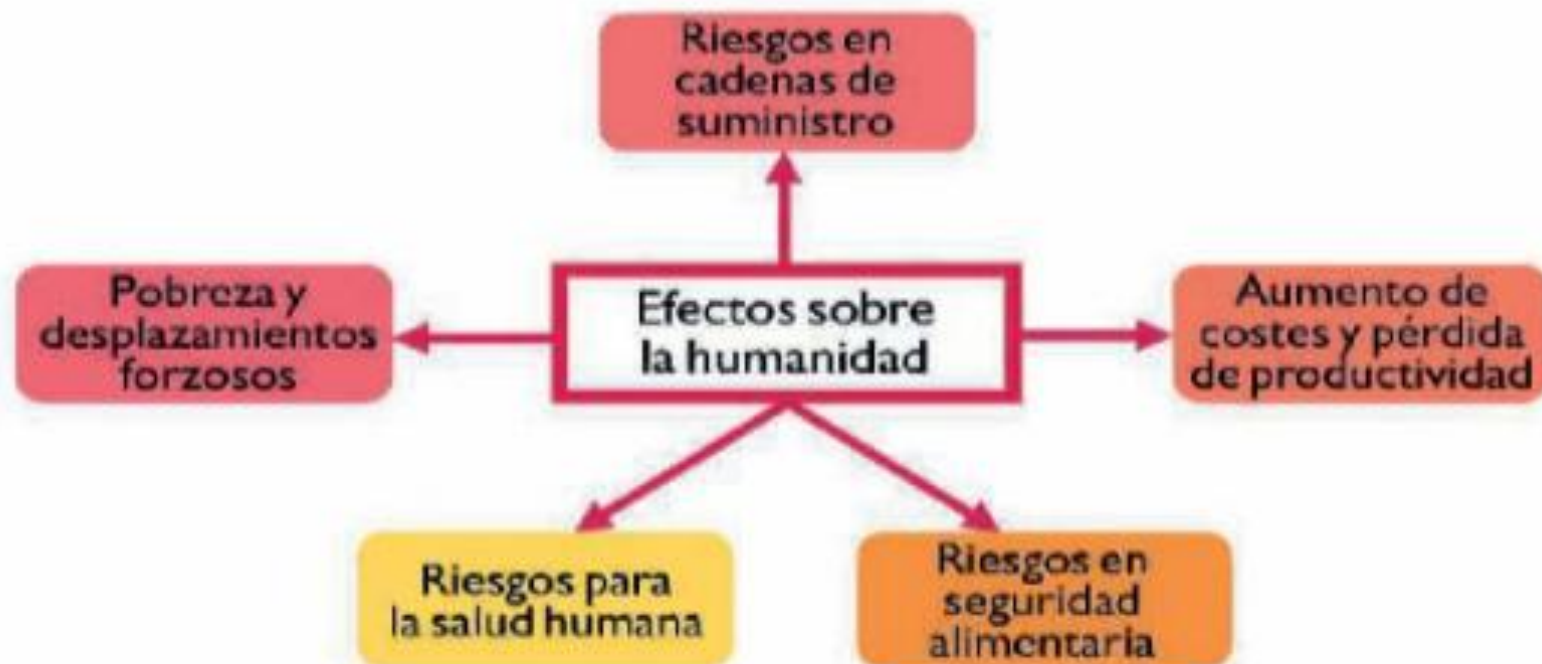 Riesgos en
cadenas de
suministro
Pobreza y
desplazamientos
forzosos
Efectos sobre
la humanidad
Aumento de
costes y pérdida
de productividad
Riesgos para
la salud humana
Riesgos en
seguridad
alimentaria